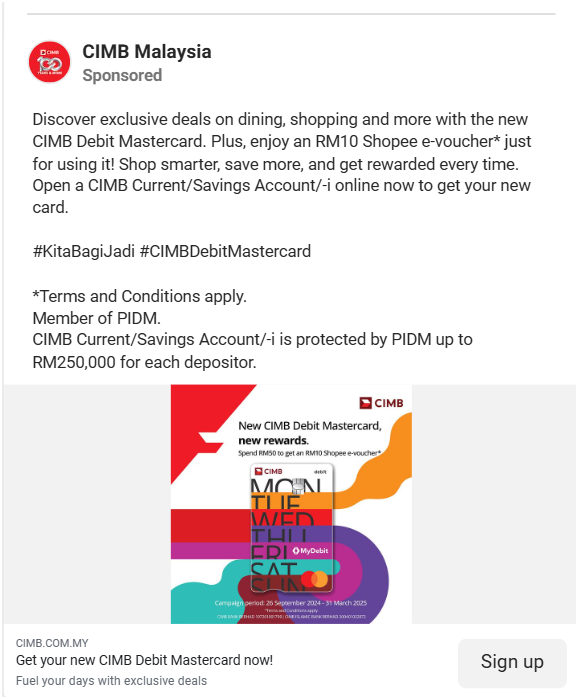 CIMB Malaysia
Sponsored
Discover exclusive deals on dining, shopping and more with the new
CIMB Debit Mastercard. Plus, enjoy an RM10 Shopee e-voucher* just
for using it! Shop smarter, save more, and get rewarded every time.
Open a CIMB Current/Savings Account/-i online now to get your new
card.
#KitaBagiJadi #CIMBDebitMastercard
*Terms and Conditions apply.
Member of PIDM.
CIMB Current/Savings Account/-i is protected by PIDM up to
RM250,000 for each depositor.
CIMB
New CIMB Debit Mastercard,
new rewards.
Spend RM50 to get an RM10 Shopee e-voucher*
CIMB debit
MON
TUE
WED
THU
FRI
MyDebit
SAT
SUN
Campaign period: 26 September 2024 - 31 March 2025
*Terms and Conditions apply.
CIMB.COM.MY
Get your new CIMB Debit Mastercard now!
Fuel your days with exclusive deals
Sign up